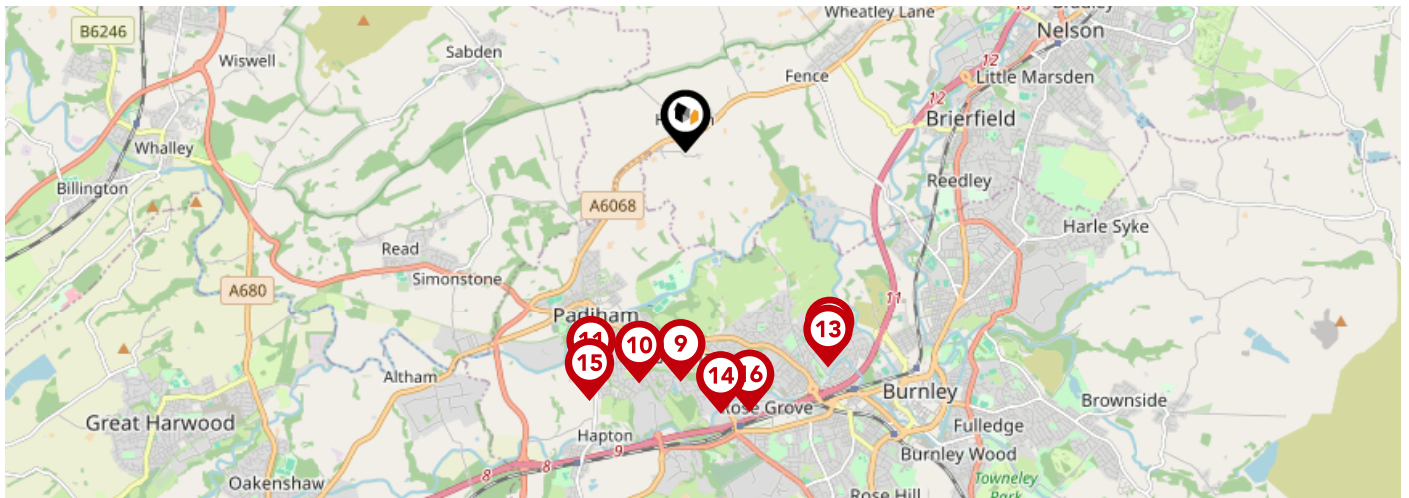 Wheatley Lane
Nelson
B6246
Sabden
Wiswell
Fence
12
Little Marsden
12
Brierfield
Whalley
Reedley
Billington
A6068
Harle Syke
Read
Simonstone
A680
11
Padiham
13
10
9
15
14
16
Altham
Burnley
Brownside
Rose Grove
Great Harwood
Hapton
Fulledge
9
8
8
Burnley Wood
Oakenshaw
Towneley
Park
Rose Hill